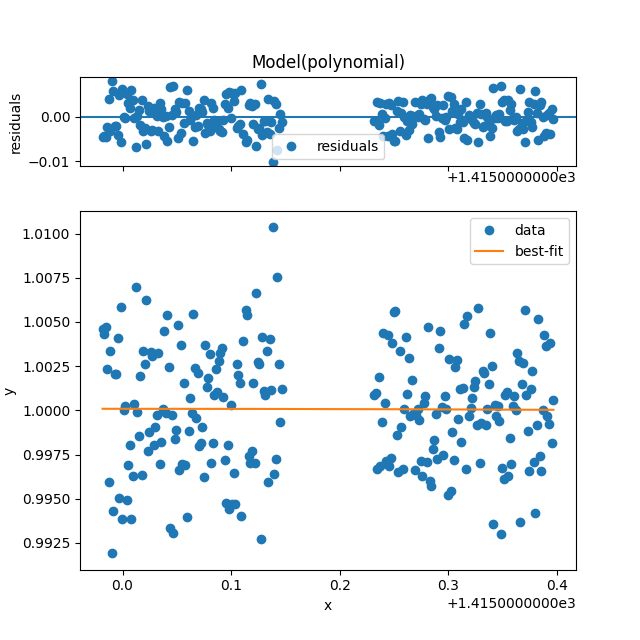 Model(polynomial)
residuals
0.00
−0.01
residuals
+1.4150000000e3
y
1.0100
1.0075
1.0050
1.0025
1.0000
0.9975
0.9950
0.9925
data
best-fit
0.0
0.1
0.2
0.3
0.4
x
+1.4150000000e3